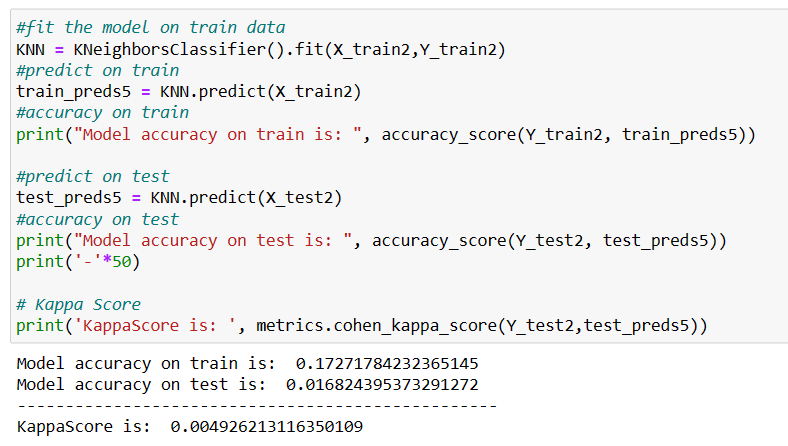 #fit the model on train data
KNN = KNeighborsClassifier().fit(X_train2,Y_train2)
#predict on train
train_preds5 = KNN.predict(X_train2)
#accuracy on train
print("Model accuracy on train is: ", accuracy_score(Y_train2, train_preds5))
#predict on test
test_preds5 = KNN.predict(X_test2)
#accuracy on test
print("Model accuracy on test is: ", accuracy_score(Y_test2, test_preds5))
print('-'*50)
# Kappa Score
print('KappaScore is: ', metrics.cohen_kappa_score(Y_test2,test_preds5))
Model accuracy on train is:  0.17271784232365145
Model accuracy on test is:  0.016824395373291272
--------------------------------------------------
KappaScore is:  0.004926213116350109